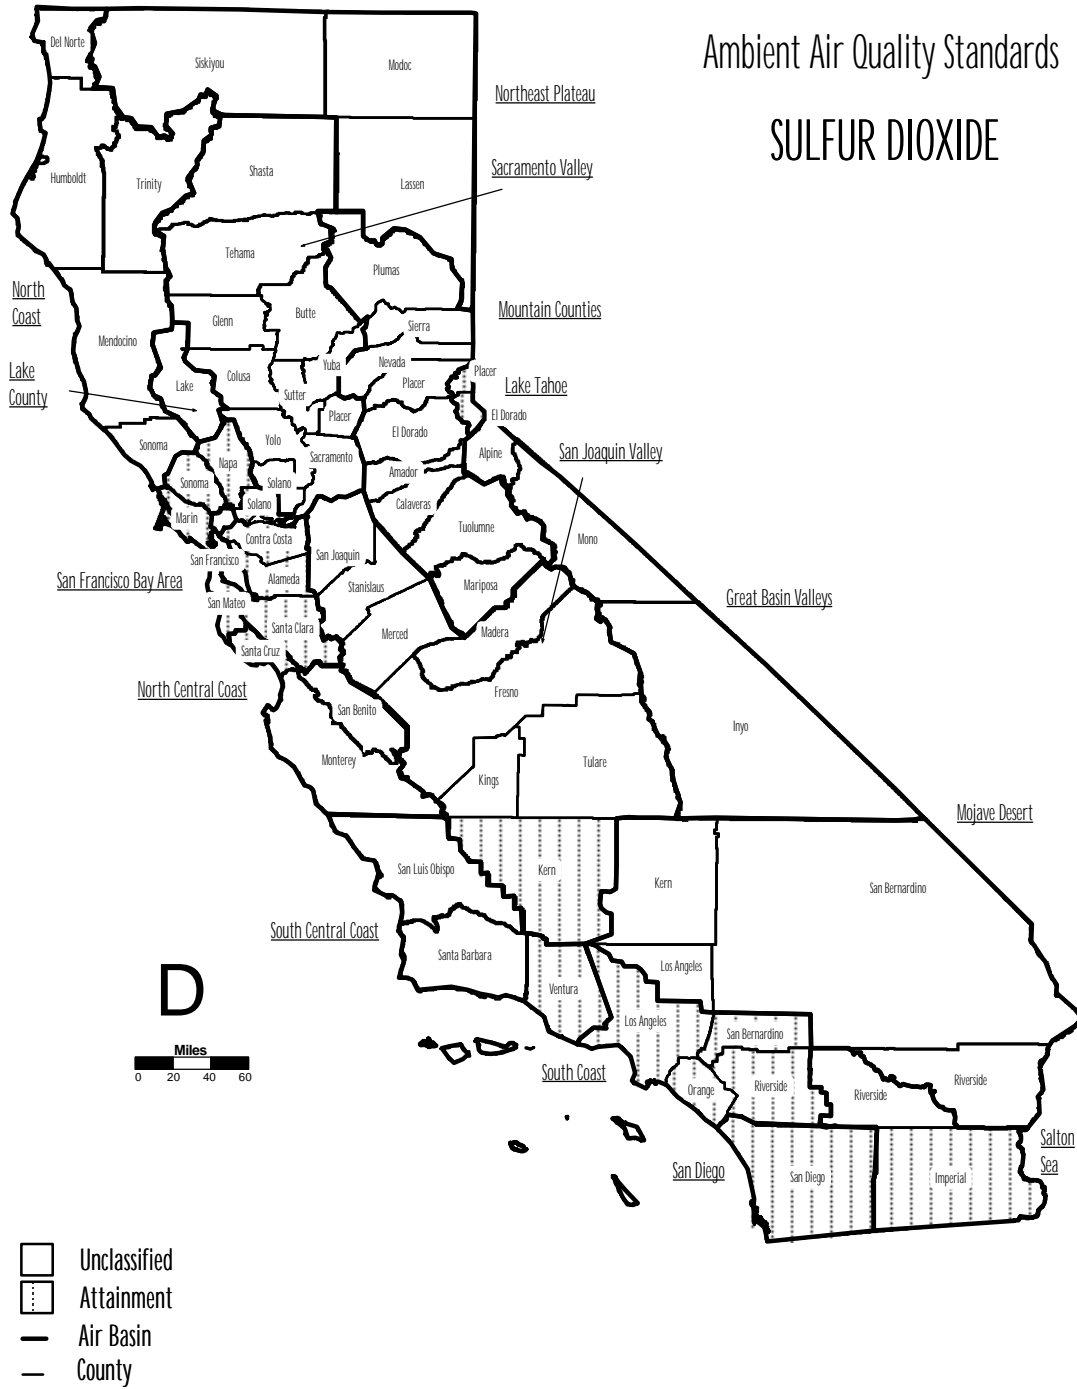 Ambient Air Quality Standards
SULFUR DIOXIDE
Del Norte
Siskiyou
Modoc
Northeast Plateau
Shasta
Sacramento Valley
Humboldt
Trinity
Lassen
Tehama
Plumas
North
Coast
Mountain Counties
Glenn
Butte
Sierra
Mendocino
Lake
County
Lake
Colusa
Yuba
Nevada
Placer
Placer
Lake Tahoe
Sutter
Placer
El Dorado
El Dorado
Sonoma
Yolo
Sacramento
Alpine
San Joaquin Valley
Napa
Amador
Sonoma
Solano
Solano
Calaveras
Marin
Tuolumne
Mono
Contra Costa
San Francisco
San Joaquin
San Francisco Bay Area
Alameda
Stanislaus
Mariposa
Great Basin Valleys
San Mateo
Santa Clara
Merced
Madera
Santa Cruz
North Central Coast
Fresno
San Benito
Inyo
Monterey
Tulare
Kings
Mojave Desert
San Luis Obispo
Kern
Kern
San Bernardino
South Central Coast
Santa Barbara
Los Angeles
Ventura
D
Los Angeles
San Bernardino
Miles
0 20 40 60
South Coast
Orange
Riverside
Riverside
Riverside
Salton
Sea
San Diego
San Diego
Imperial
Unclassified
Attainment
Air Basin
County